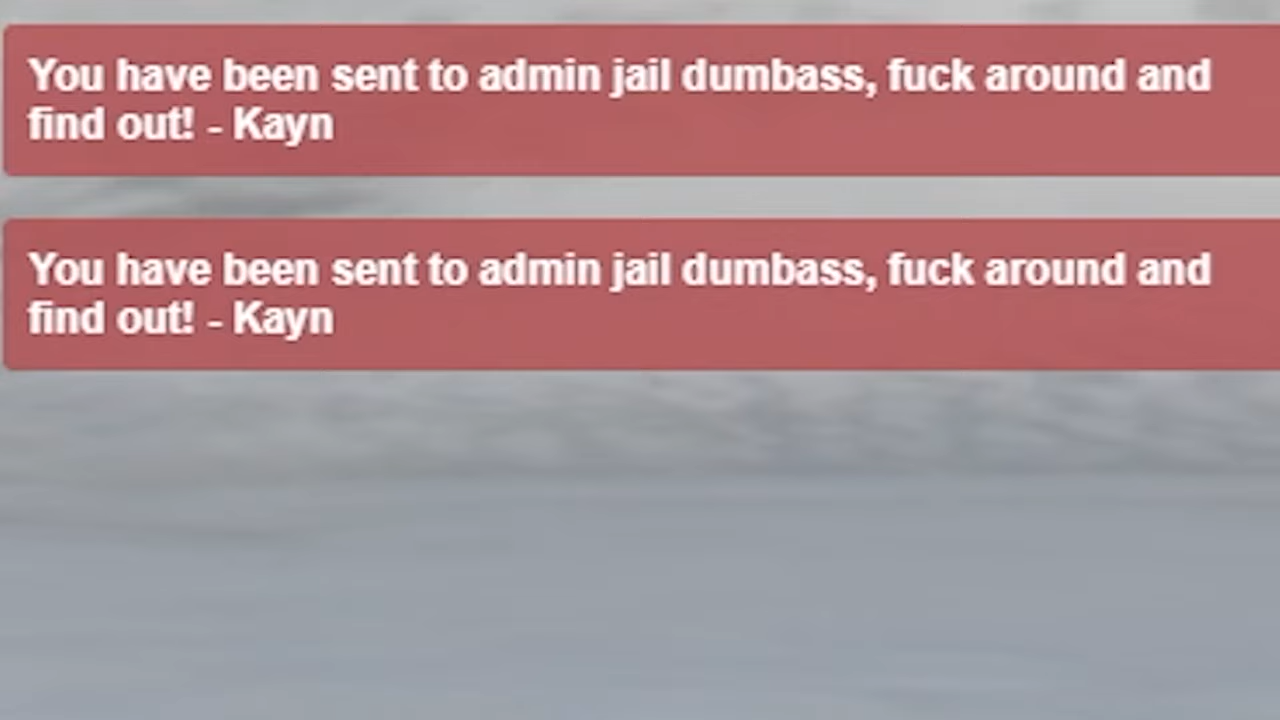 You have been sent to admin jail dumbass, fuck around and
find out! - Kayn
You have been sent to admin jail dumbass, fuck around and
find out! - Kayn